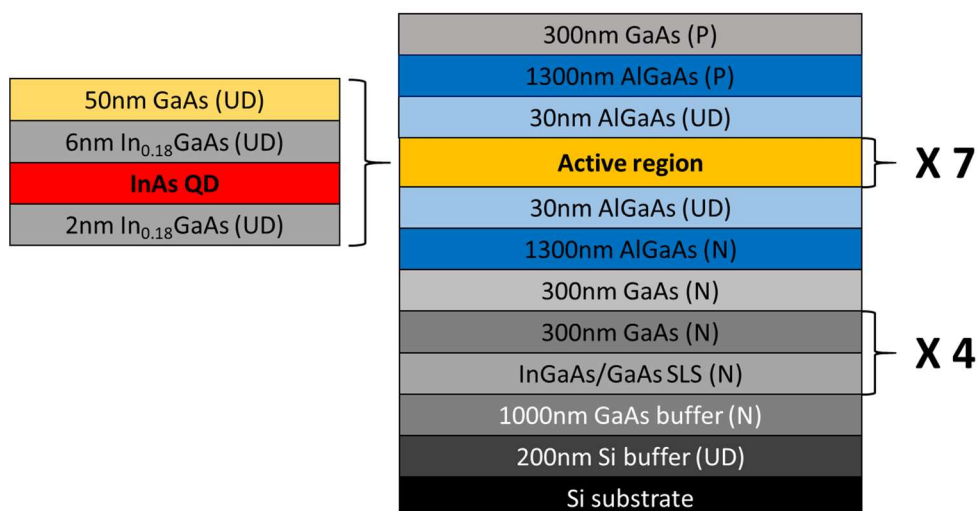 50nm GaAs (UD)
6nm In₀.₁₈GaAs (UD)
InAs QD
2nm In₀.₁₈GaAs (UD)
300nm GaAs (P)
1300nm AlGaAs (P)
30nm AlGaAs (UD)
Active region
X 7
30nm AlGaAs (UD)
1300nm AlGaAs (N)
300nm GaAs (N)
300nm GaAs (N)
X 4
InGaAs/GaAs SLS (N)
1000nm GaAs buffer (N)
200nm Si buffer (UD)
Si substrate